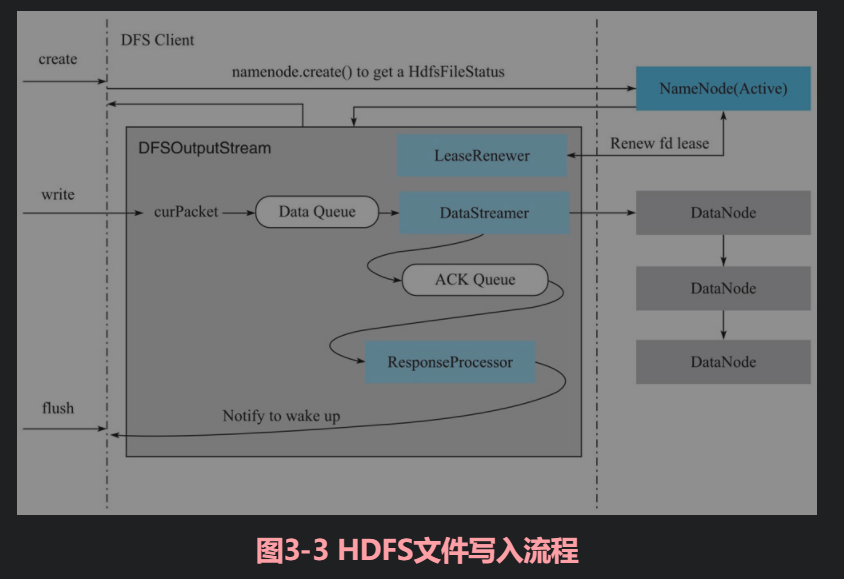 DFS Client
create
namenode.create() to get a HdfsFileStatus
NameNode(Active)
DFSOutputStream
LeaseRenewer
Renew fd lease
write
curPacket
Data Queue
DataStreamer
DataNode
ACK Queue
DataNode
ResponseProcessor
DataNode
flush
Notify to wake up
图3-3 HDFS文件写入流程